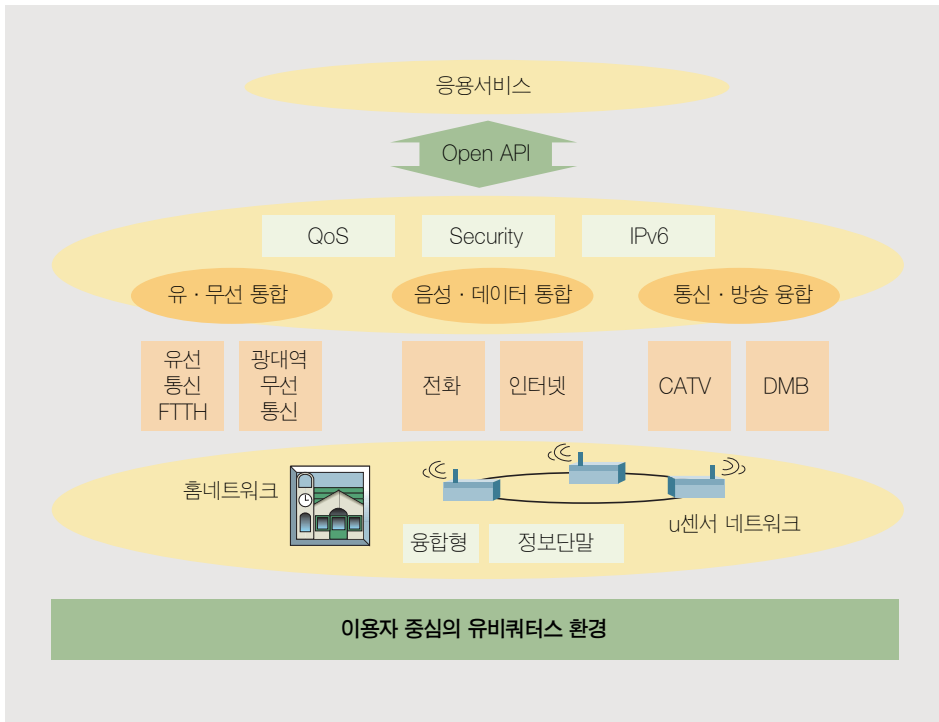 응용서비스
Open API
QoS
Security
IPv6
유 · 무선 통합
음성 · 데이터 통합
통신 · 방송 융합
유선
통신
FTTH
광대역
무선
통신
전화
인터넷
CATV
DMB
홈네트워크
u센서 네트워크
융합형
정보단말
이용자 중심의 유비쿼터스 환경